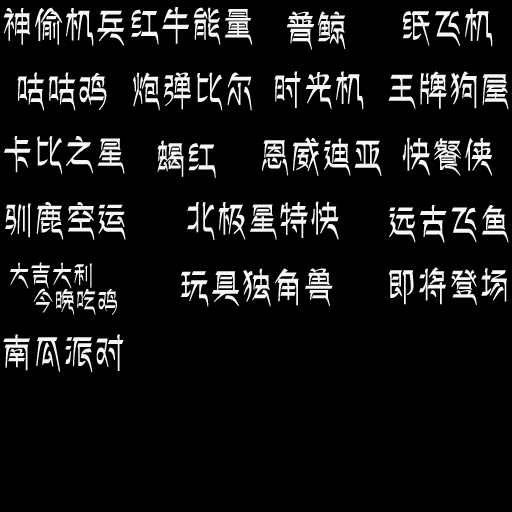 神偷机兵 红牛能量 普鲸 纸飞机
咕咕鸡 炮弹比尔 时光机 王牌狗屋
卡比之星 蝎红 恩威迪亚 快餐侠
驯鹿空运 北极星特快 远古飞鱼
大吉大利
今晚吃鸡 玩具独角兽 即将登场
南瓜派对